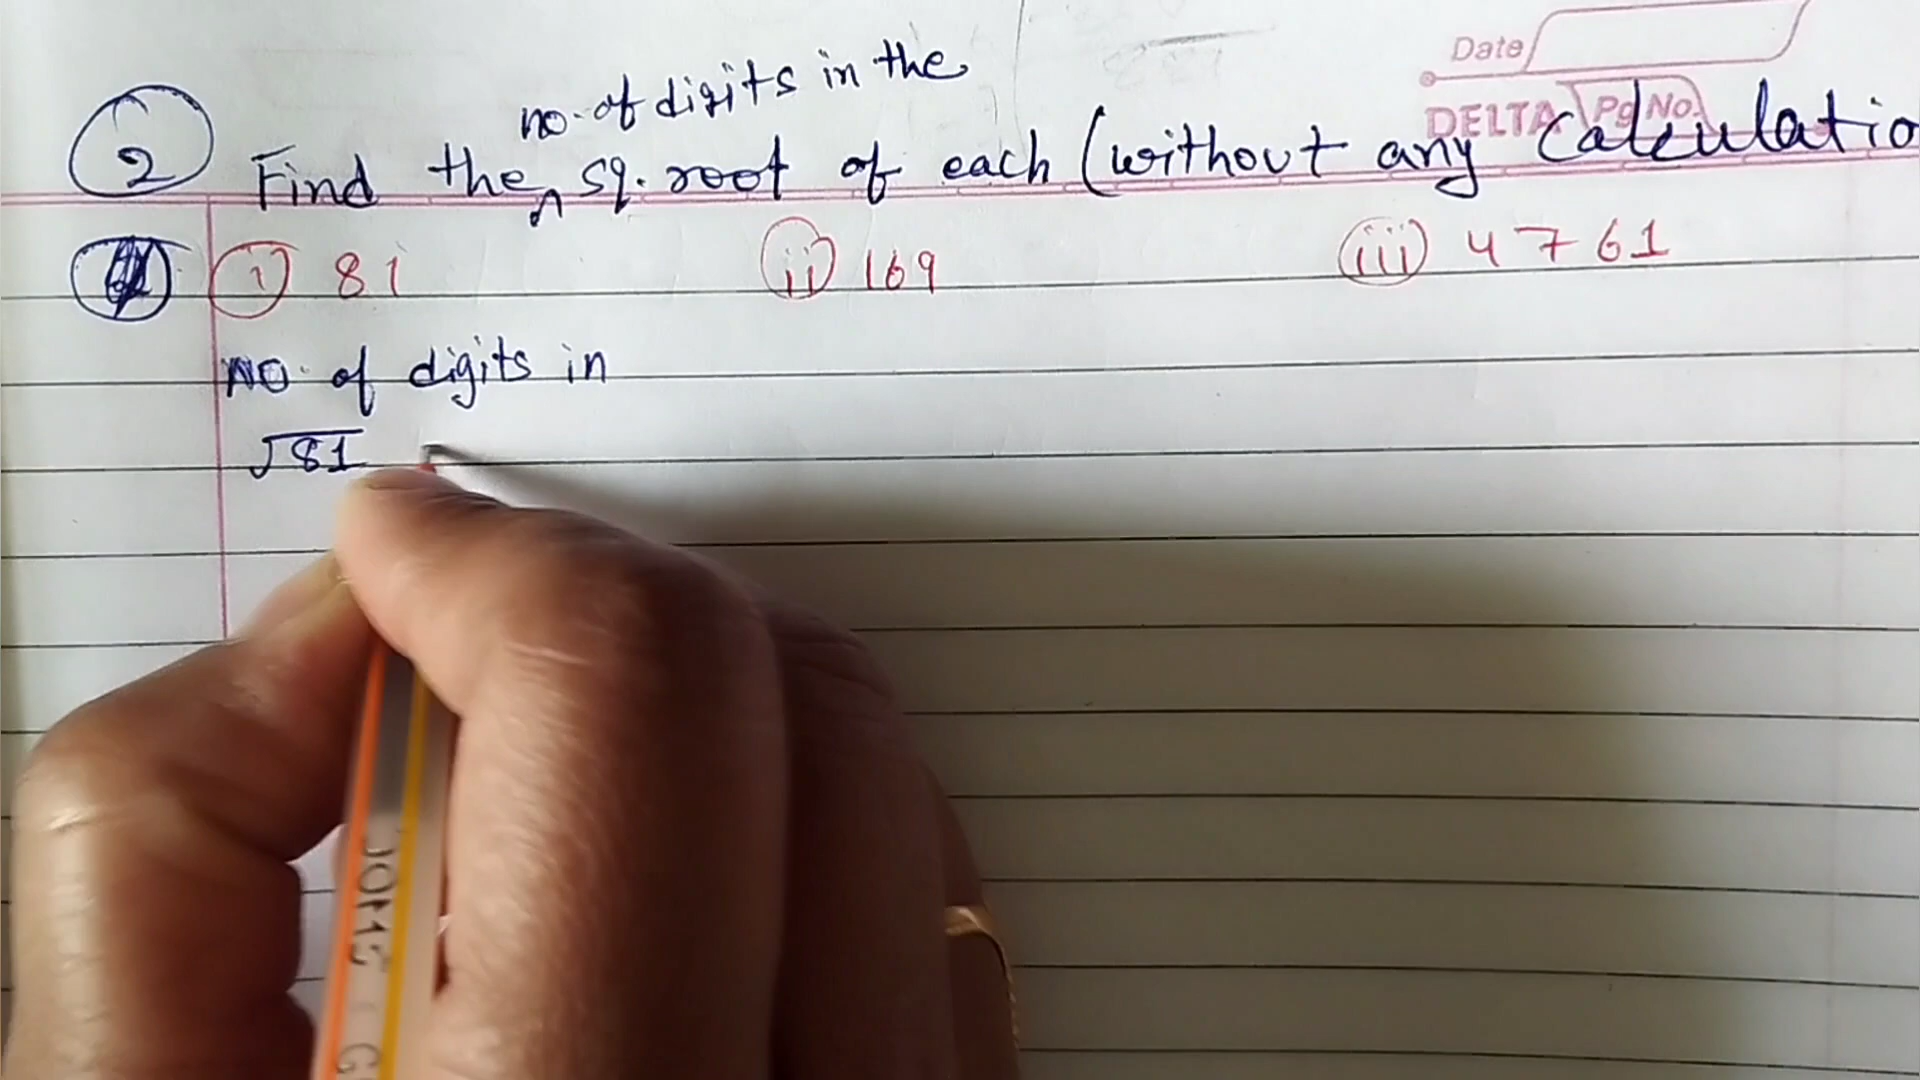 Date
DELTA Pg No.
no. of digits in the
2 Find the ^ sq. root of each (without any calculatio
i 81 ii 169 iii 4761
NO. of digits in
√81